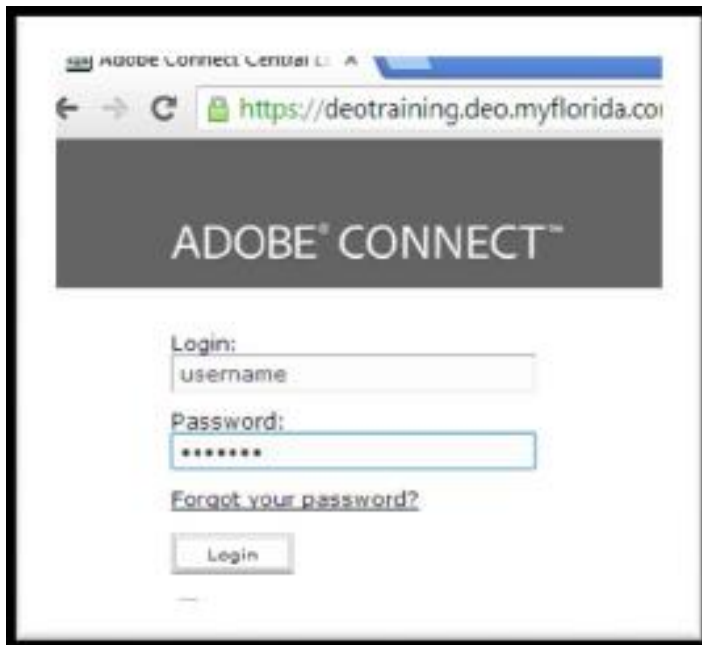 Adobe Connect Central
https://deotraining.deo.myflorida.co
ADOBE® CONNECT™
Login:
username
Password:
•••••••
Forgot your password?
Login